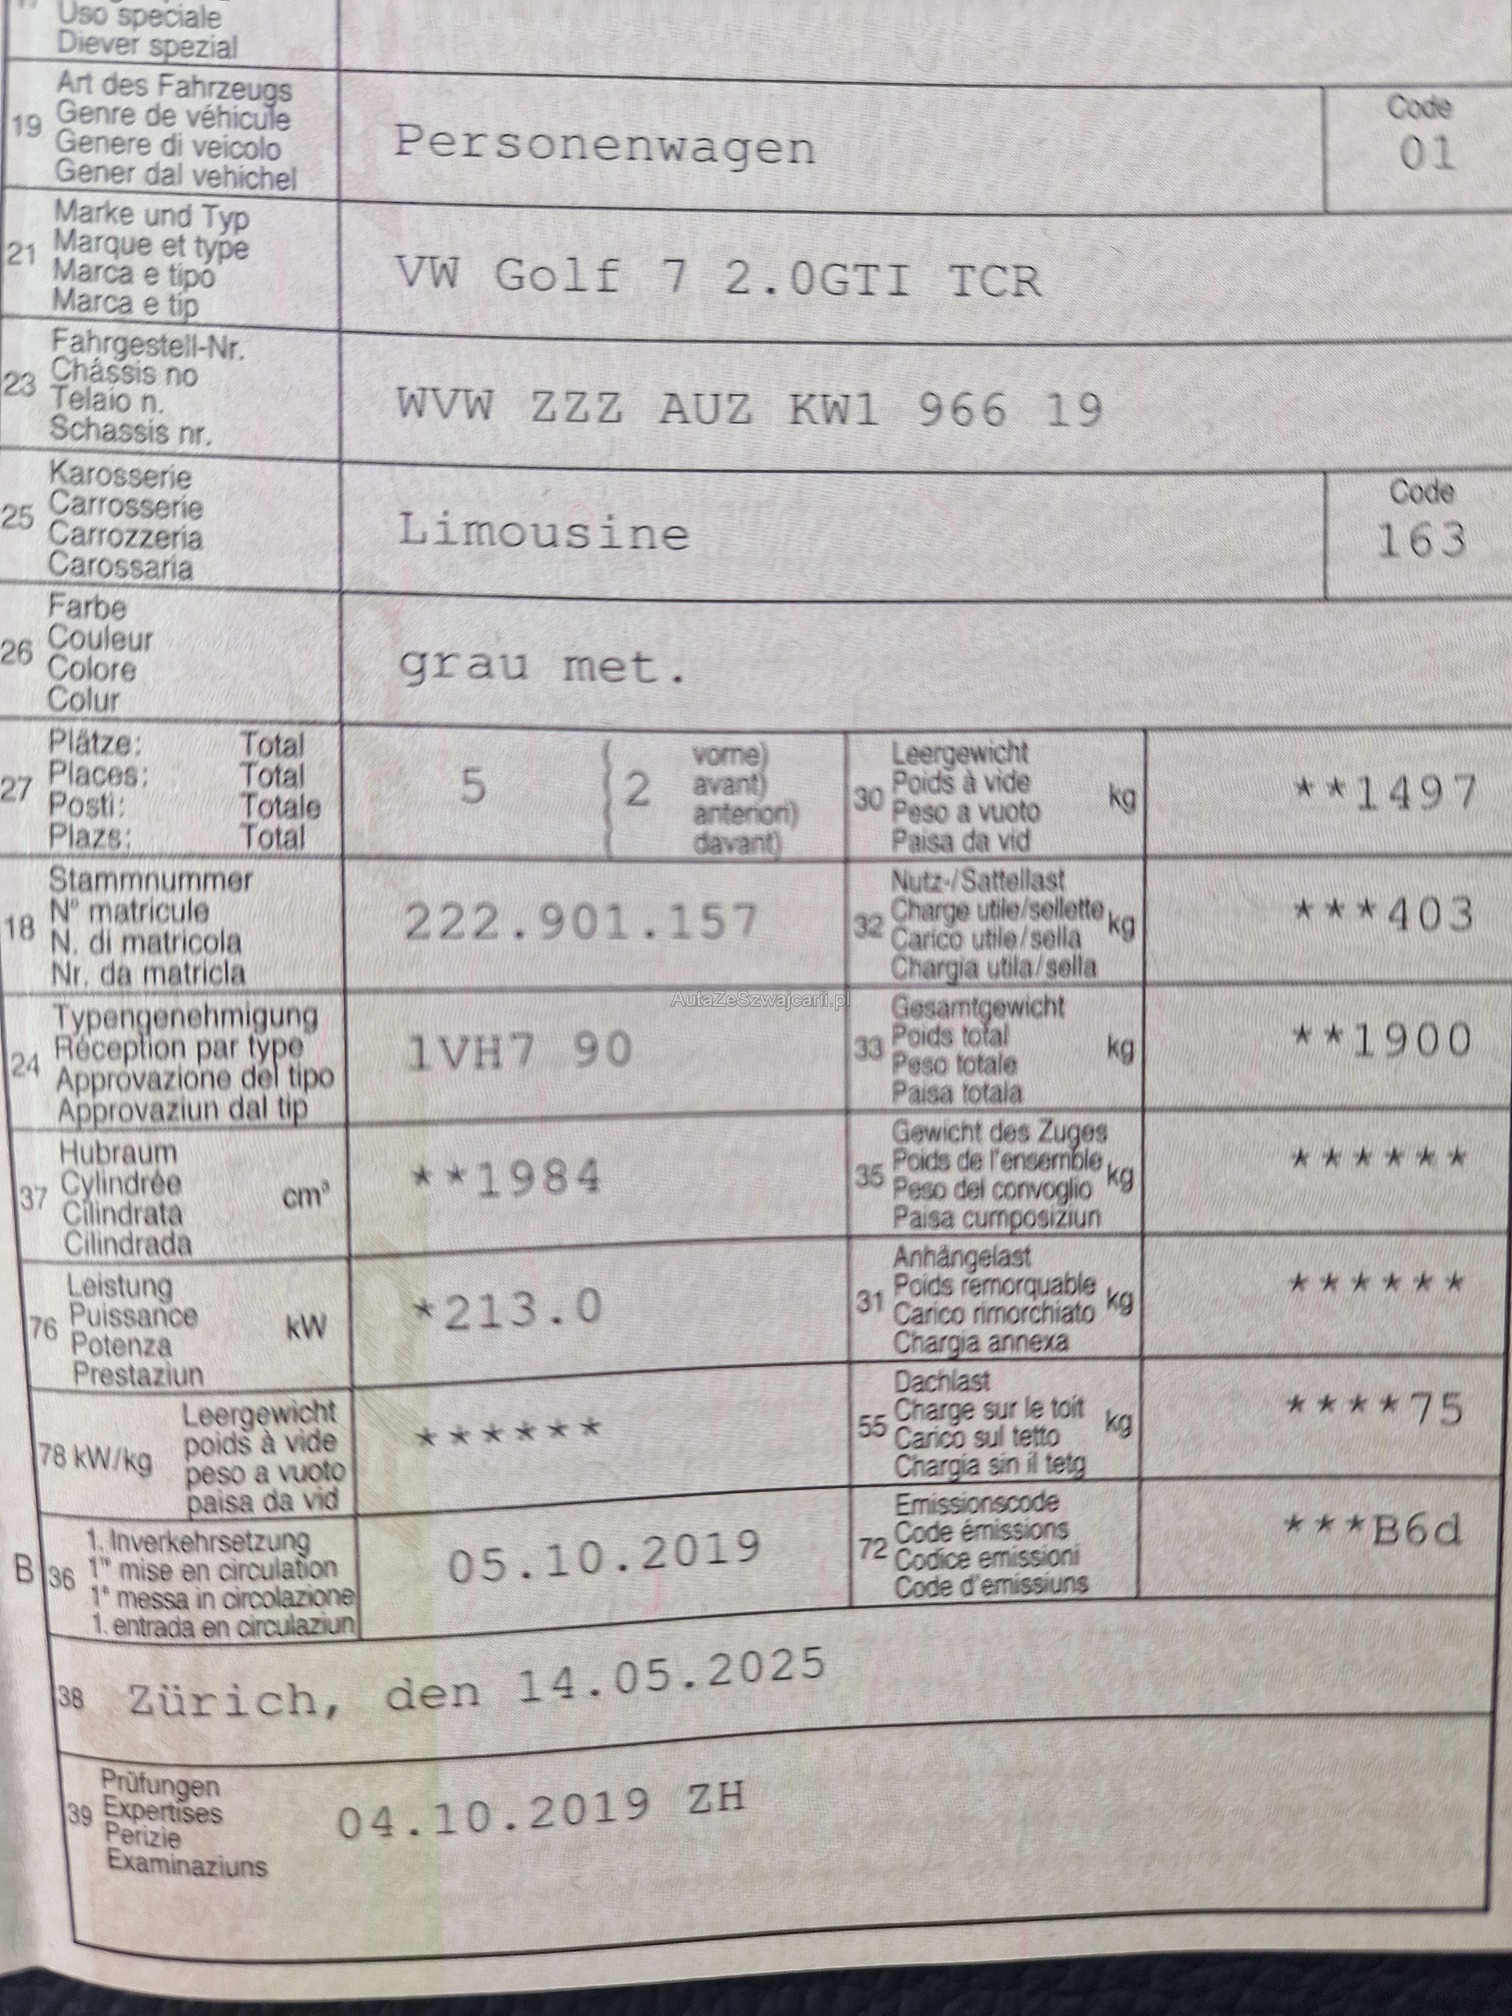 Uso speciale
Diever spezial
19
Art des Fahrzeugs
Genre de véhicule
Genere di veicolo
Gener dal vehichel
Personenwagen
Code
01
21
Marke und Typ
Marque et type
Marca e tipo
Marca e tip
VW Golf 7 2.0GTI TCR
23
Fahrgestell-Nr.
Châssis no
Telaio n.
Schassis nr.
WVW ZZZ AUZ KW1 966 19
25
Karosserie
Carrosserie
Carrozzeria
Carossaria
Limousine
Code
163
26
Farbe
Couleur
Colore
Colur
grau met.
27
Plätze: Total
Places: Total
Posti: Totale
Plazs: Total
5 { 2
vorne)
avant)
anteriori)
davant)
30
Leergewicht
Poids à vide
Peso a vuoto
Paisa da vid
kg
**1497
18
Stammnummer
N° matricule
N. di matricola
Nr. da matricla
222.901.157
32
Nutz-/Sattellast
Charge utile/sellette
Carico utile/sella
Chargia utila/sella
kg
***403
AutaZeSzwajcarii.pl
24
Typengenehmigung
Réception par type
Approvazione del tipo
Approvaziun dal tip
1VH7 90
33
Gesamtgewicht
Poids total
Peso totale
Paisa totala
kg
**1900
37
Hubraum
Cylindrée
Cilindrata
Cilindrada
cm³
**1984
35
Gewicht des Zuges
Poids de l'ensemble
Peso del convoglio
Paisa cumposiziun
kg
******
76
Leistung
Puissance
Potenza
Prestaziun
kW
*213.0
31
Anhängelast
Poids remorquable
Carico rimorchiato
Chargia annexa
kg
******
78 kW/kg
Leergewicht
poids à vide
peso a vuoto
paisa da vid
******
55
Dachlast
Charge sur le toit
Carico sul tetto
Chargia sin il tetg
kg
****75
B 36
1. Inverkehrsetzung
1re mise en circulation
1a messa in circolazione
1. entrada en circulaziun
05.10.2019
72
Emissionscode
Code émissions
Codice emissioni
Code d'emissiuns
***B6d
38 Zürich, den 14.05.2025
39
Prüfungen
Expertises
Perizie
Examinaziuns
04.10.2019 ZH